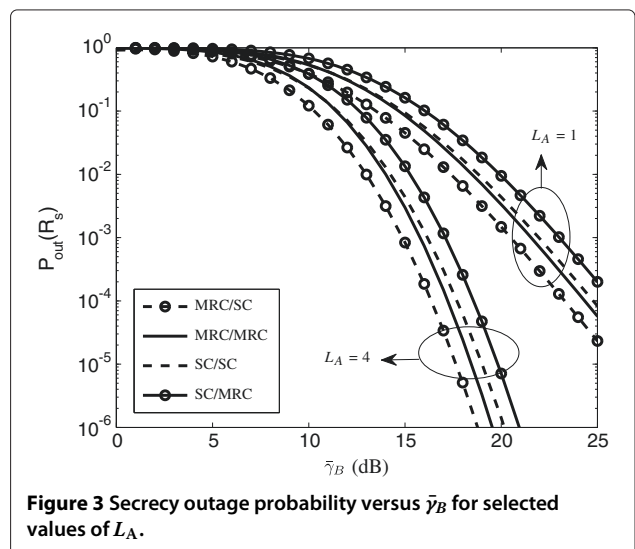 10^0
10^-1
10^-2
10^-3
10^-4
10^-5
10^-6
P_out(R_s)
L_A = 1
MRC/SC
MRC/MRC
SC/SC
SC/MRC
L_A = 4
0 5 10 15 20 25
γ̄_B (dB)
Figure 3 Secrecy outage probability versus γ̄_B for selected
values of L_A.